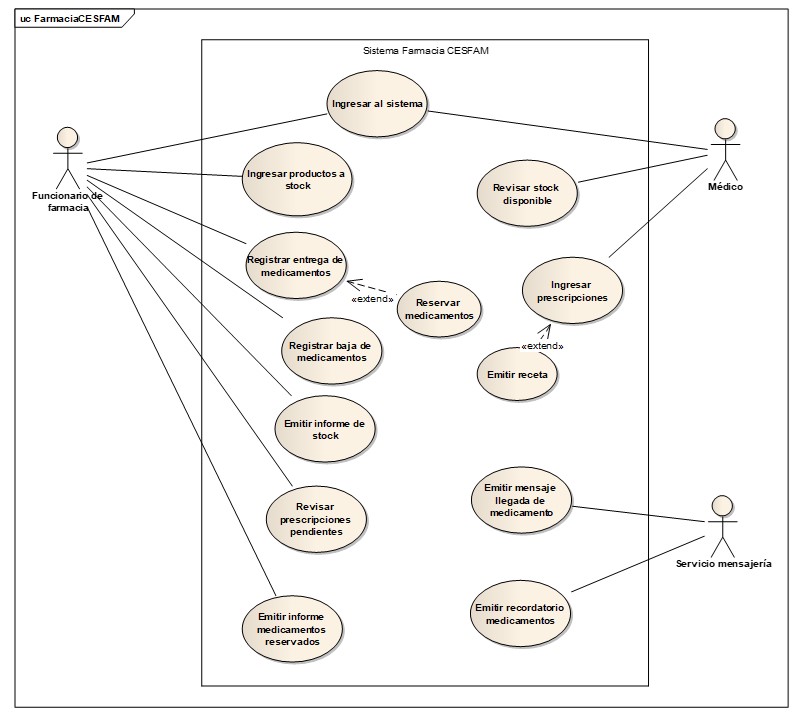 uc FarmaciaCESFAM
Sistema Farmacia CESFAM
Ingresar al sistema
Ingresar productos a
stock
Revisar stock
disponible
Médico
Funcionario de
farmacia
Registrar entrega de
medicamentos
«extend»
Reservar
medicamentos
Ingresar
prescripciones
«extend»
Emitir receta
Registrar baja de
medicamentos
Emitir informe de
stock
Revisar
prescripciones
pendientes
Emitir mensaje
llegada de
medicamento
Servicio mensajería
Emitir informe
medicamentos
reservados
Emitir recordatorio
medicamentos